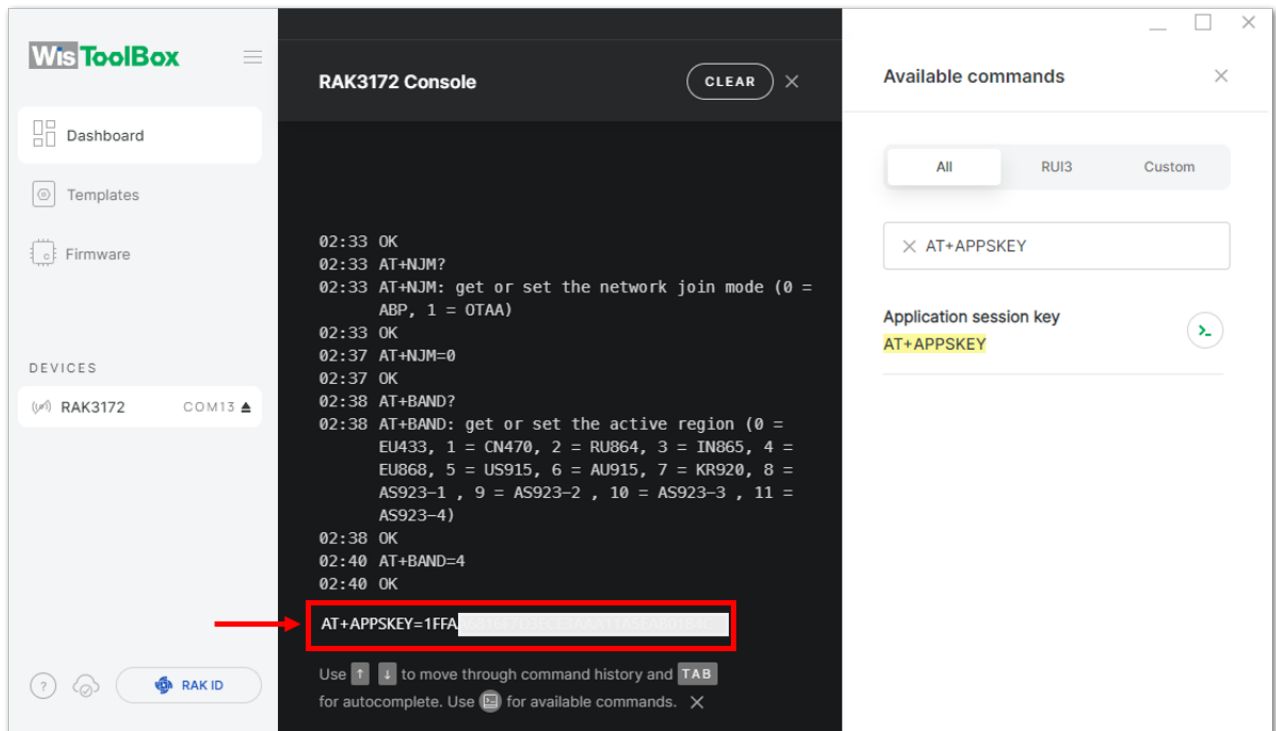 WisToolBox
Dashboard
Templates
Firmware
DEVICES
RAK3172 COM13
RAK ID
RAK3172 Console
CLEAR
02:33 OK
02:33 AT+NJM?
02:33 AT+NJM: get or set the network join mode (0 =
ABP, 1 = OTAA)
02:33 OK
02:37 AT+NJM=0
02:37 OK
02:38 AT+BAND?
02:38 AT+BAND: get or set the active region (0 =
EU433, 1 = CN470, 2 = RU864, 3 = IN865, 4 =
EU868, 5 = US915, 6 = AU915, 7 = KR920, 8 =
AS923-1 , 9 = AS923-2 , 10 = AS923-3 , 11 =
AS923-4)
02:38 OK
02:40 AT+BAND=4
02:40 OK
AT+APPSKEY=1FFA
Use ↑ ↓ to move through command history and TAB
for autocomplete. Use for available commands.
Available commands
All RUI3 Custom
AT+APPSKEY
Application session key
AT+APPSKEY